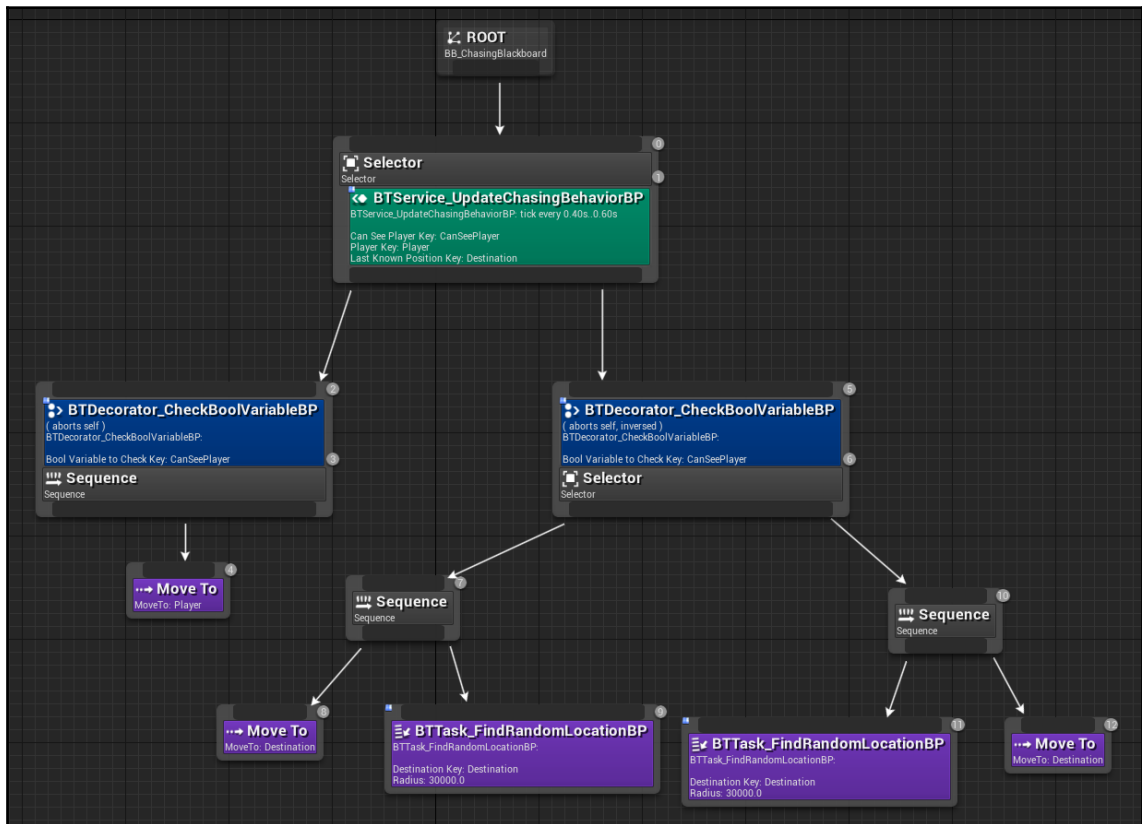 ROOT
BB_ChasingBlackboard
0
Selector
Selector
1
BTService_UpdateChasingBehaviorBP
BTService_UpdateChasingBehaviorBP: tick every 0.40s..0.60s
Can See Player Key: CanSeePlayer
Player Key: Player
Last Known Position Key: Destination
2
BTDecorator_CheckBoolVariableBP
( aborts self )
BTDecorator_CheckBoolVariableBP:
Bool Variable to Check Key: CanSeePlayer
3
Sequence
Sequence
5
BTDecorator_CheckBoolVariableBP
( aborts self, inversed )
BTDecorator_CheckBoolVariableBP:
Bool Variable to Check Key: CanSeePlayer
6
Selector
Selector
4
Move To
MoveTo: Player
7
Sequence
Sequence
10
Sequence
Sequence
8
Move To
MoveTo: Destination
9
BTTask_FindRandomLocationBP
BTTask_FindRandomLocationBP:
Destination Key: Destination
Radius: 30000.0
11
BTTask_FindRandomLocationBP
BTTask_FindRandomLocationBP:
Destination Key: Destination
Radius: 30000.0
12
Move To
MoveTo: Destination